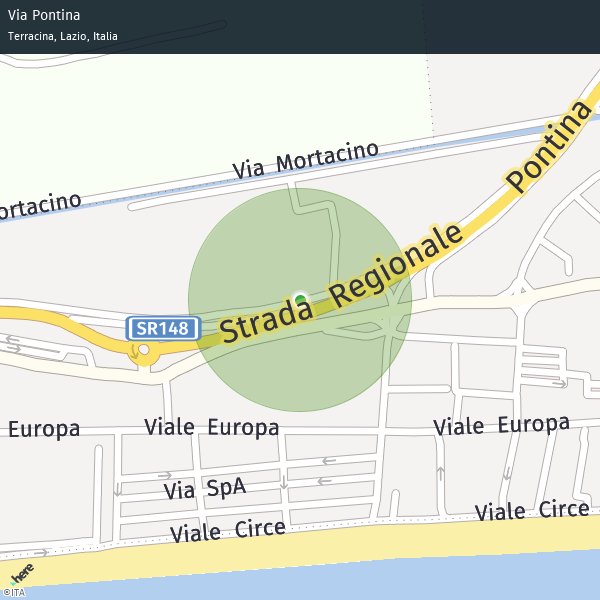 Via Pontina
Terracina, Lazio, Italia
Via Mortacino
ortacino
Strada Regionale Pontina
SR148
Europa
Viale Europa
Viale Europa
Via SpA
Viale Circe
Viale Circe
here
©ITA